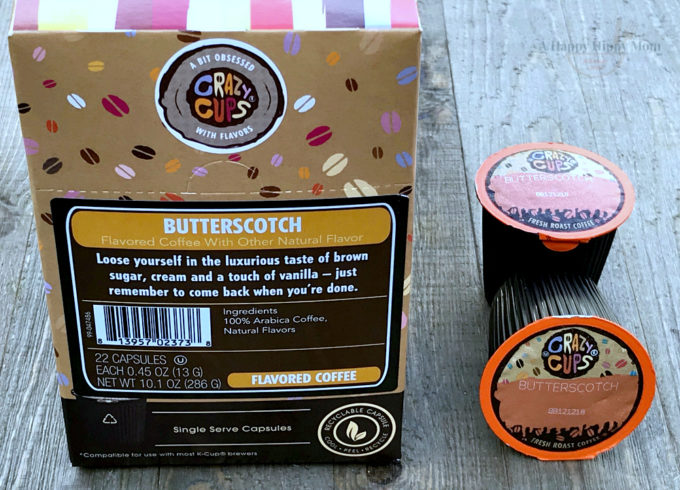 A Happy Hippy Mom
A BIT OBSESSED
CRAZY®
CUPS
WITH FLAVORS
BUTTERSCOTCH
Flavored Coffee With Other Natural Flavor
Loose yourself in the luxurious taste of brown
sugar, cream and a touch of vanilla — just
remember to come back when you're done.
Ingredients
100% Arabica Coffee,
Natural Flavors
8 13957 02373 8
22 CAPSULES U
EACH 0.45 OZ (13 G)
NET WT 10.1 OZ (286 G)
FLAVORED COFFEE
Single Serve Capsules
RECYCLABLE CAPSULE
COOL • PEEL • RECYCLE
*Compatible for use with most K-Cup® brewers
CRAZY
CUPS
BUTTERSCOTCH
FRESH ROAST COFFEE
CRAZY®
CUPS
BUTTERSCOTCH
FRESH ROAST COFFEE